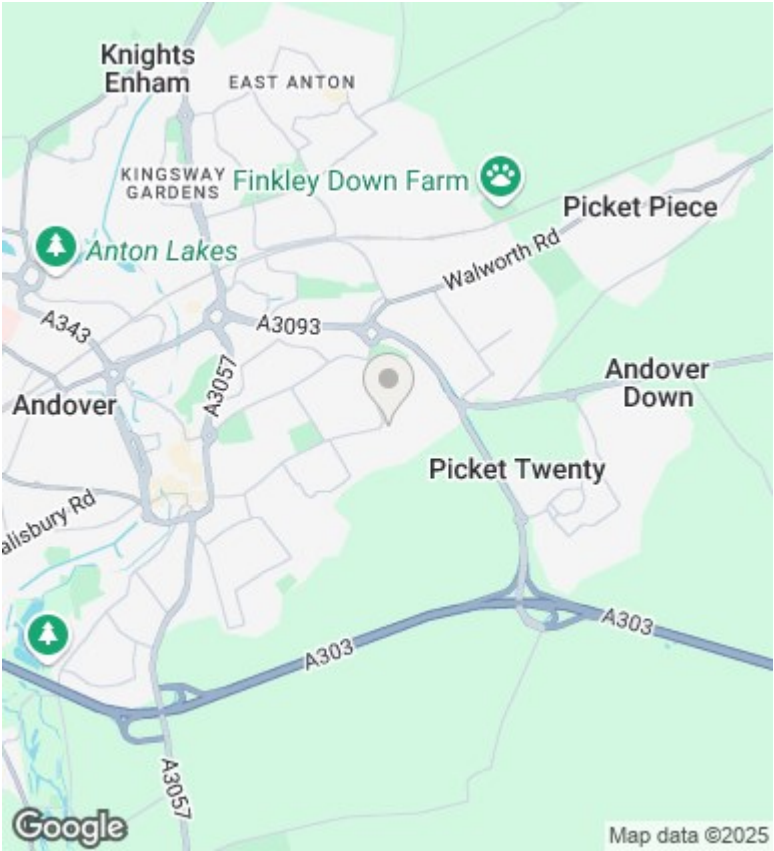 Knights
Enham
EAST ANTON
KINGSWAY
GARDENS
Finkley Down Farm
Picket Piece
Anton Lakes
Walworth Rd
A343
A3093
A3057
Andover
Down
Andover
Picket Twenty
alisbury Rd
A303
A303
A3057
Google
Map data ©2025